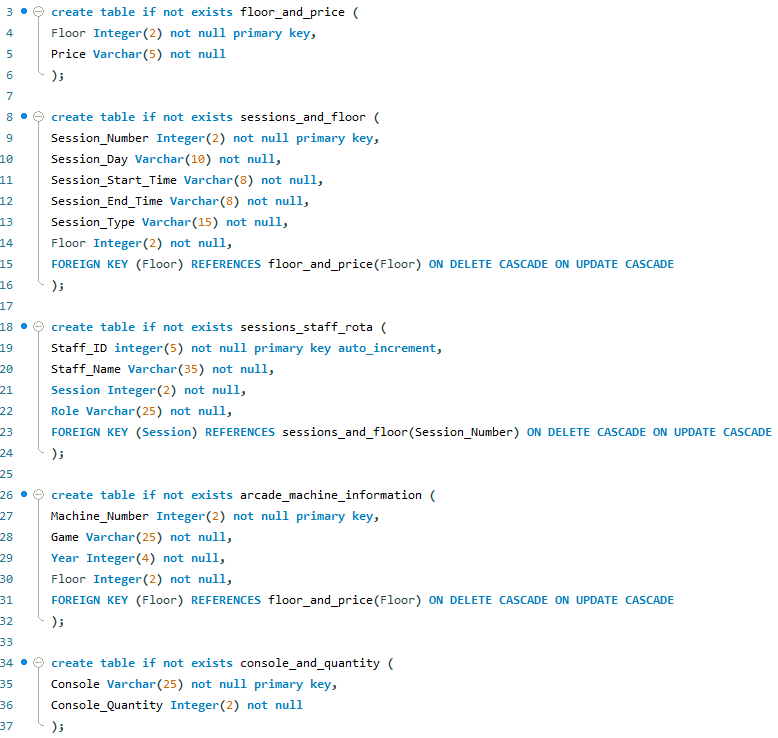 3 create table if not exists floor_and_price (
4 Floor Integer(2) not null primary key,
5 Price Varchar(5) not null
6 );
7
8 create table if not exists sessions_and_floor (
9 Session_Number Integer(2) not null primary key,
10 Session_Day Varchar(10) not null,
11 Session_Start_Time Varchar(8) not null,
12 Session_End_Time Varchar(8) not null,
13 Session_Type Varchar(15) not null,
14 Floor Integer(2) not null,
15 FOREIGN KEY (Floor) REFERENCES floor_and_price(Floor) ON DELETE CASCADE ON UPDATE CASCADE
16 );
17
18 create table if not exists sessions_staff_rota (
19 Staff_ID integer(5) not null primary key auto_increment,
20 Staff_Name Varchar(35) not null,
21 Session Integer(2) not null,
22 Role Varchar(25) not null,
23 FOREIGN KEY (Session) REFERENCES sessions_and_floor(Session_Number) ON DELETE CASCADE ON UPDATE CASCADE
24 );
25
26 create table if not exists arcade_machine_information (
27 Machine_Number Integer(2) not null primary key,
28 Game Varchar(25) not null,
29 Year Integer(4) not null,
30 Floor Integer(2) not null,
31 FOREIGN KEY (Floor) REFERENCES floor_and_price(Floor) ON DELETE CASCADE ON UPDATE CASCADE
32 );
33
34 create table if not exists console_and_quantity (
35 Console Varchar(25) not null primary key,
36 Console_Quantity Integer(2) not null
37 );